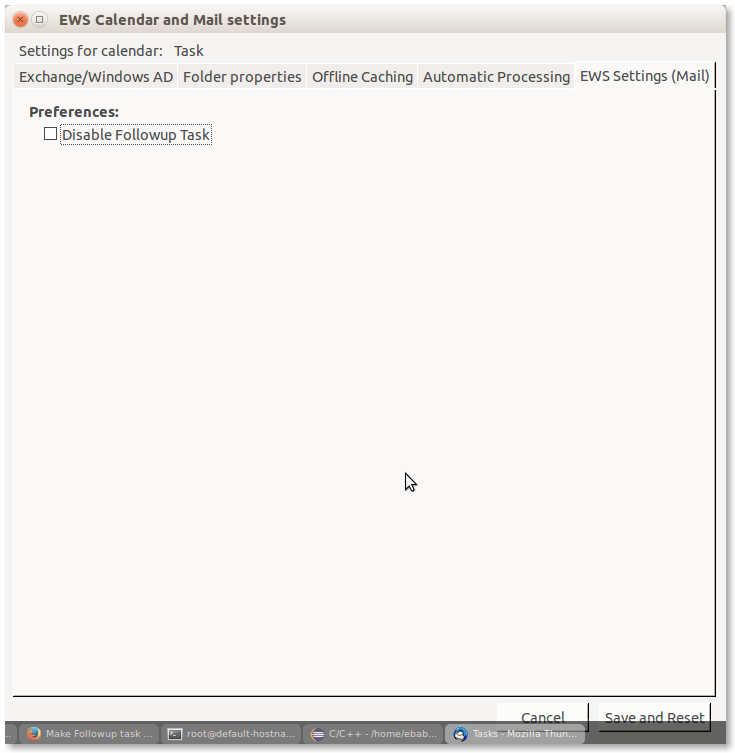 EWS Calendar and Mail settings
Settings for calendar: Task
Exchange/Windows AD Folder properties Offline Caching Automatic Processing EWS Settings (Mail)
Preferences:
Disable Followup Task
Cancel Save and Reset
... Make Followup task ... root@default-hostna... C/C++ - /home/ebab... Tasks - Mozilla Thun...